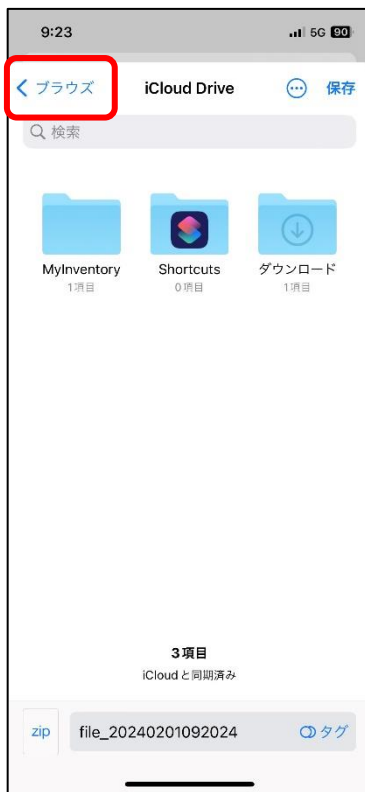 9:23 5G 90
ブラウズ iCloud Drive 保存
検索
MyInventory Shortcuts ダウンロード
1項目 0項目 1項目
3項目
iCloudと同期済み
zip file_20240201092024 タグ